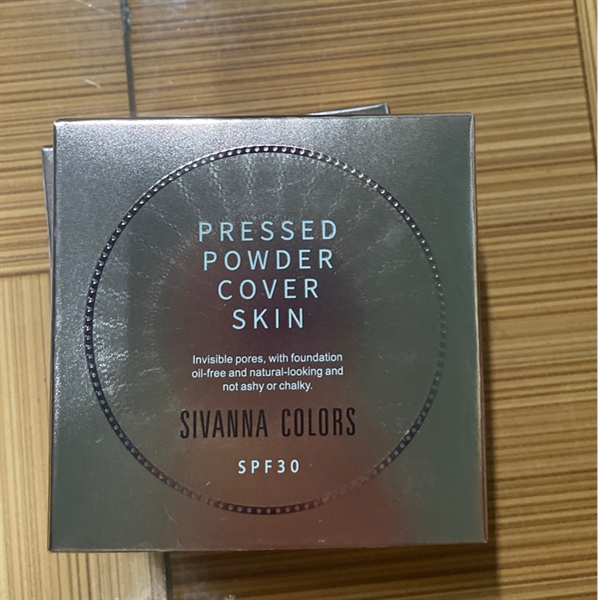 PRESSED
POWDER
COVER
SKIN
Invisible pores, with foundation
oil-free and natural-looking and
not ashy or chalky.
SIVANNA COLORS
SPF30